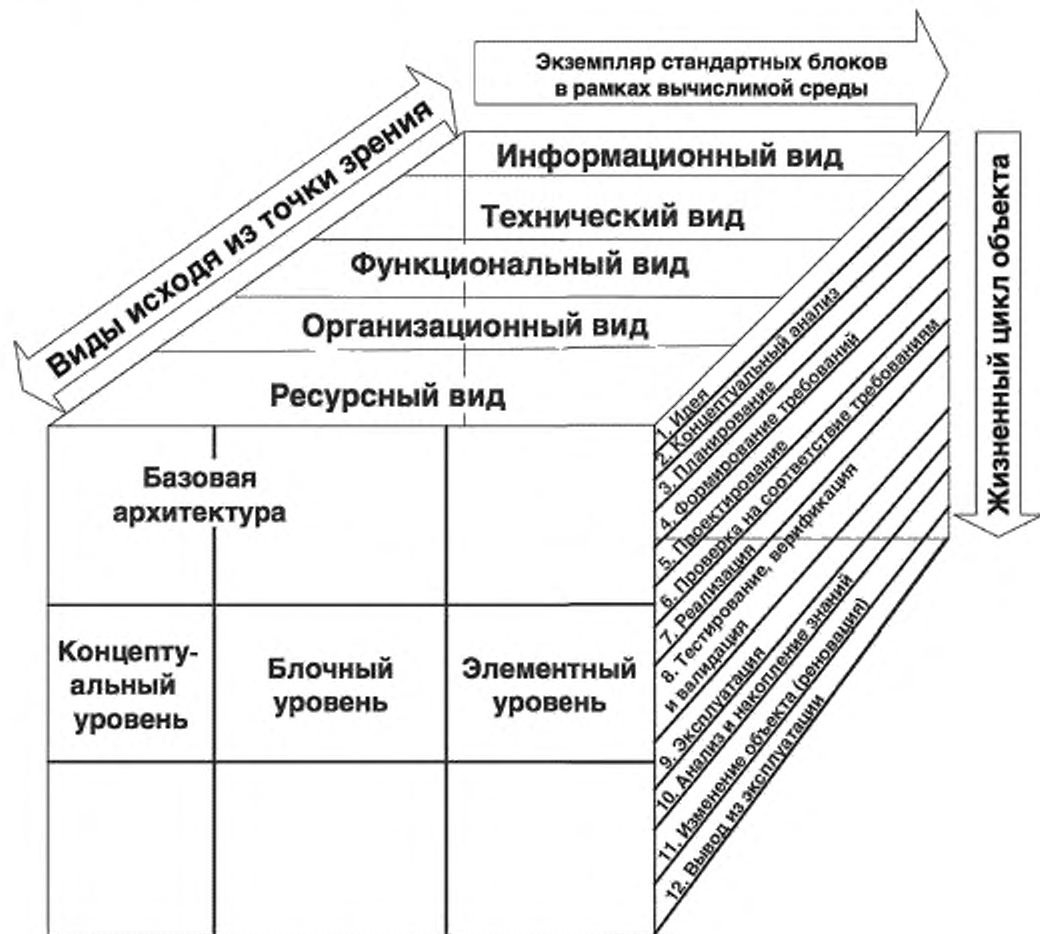 Экземпляр стандартных блоков
в рамках вычислимой среды
Виды исходя из точки зрения
Жизненный цикл объекта
Информационный вид
Технический вид
Функциональный вид
Организационный вид
Ресурсный вид
Базовая
архитектура
Концепту-
альный
уровень
Блочный
уровень
Элементный
уровень
1. Идея
2. Концептуальный анализ
3. Планирование
4. Формирование требований
5. Проектирование
6. Проверка на соответствие требованиям
7. Реализация
8. Тестирование, верификация
и валидация
9. Эксплуатация
10. Анализ и накопление знаний
11. Изменение объекта (реновация)
12. Вывод из эксплуатации